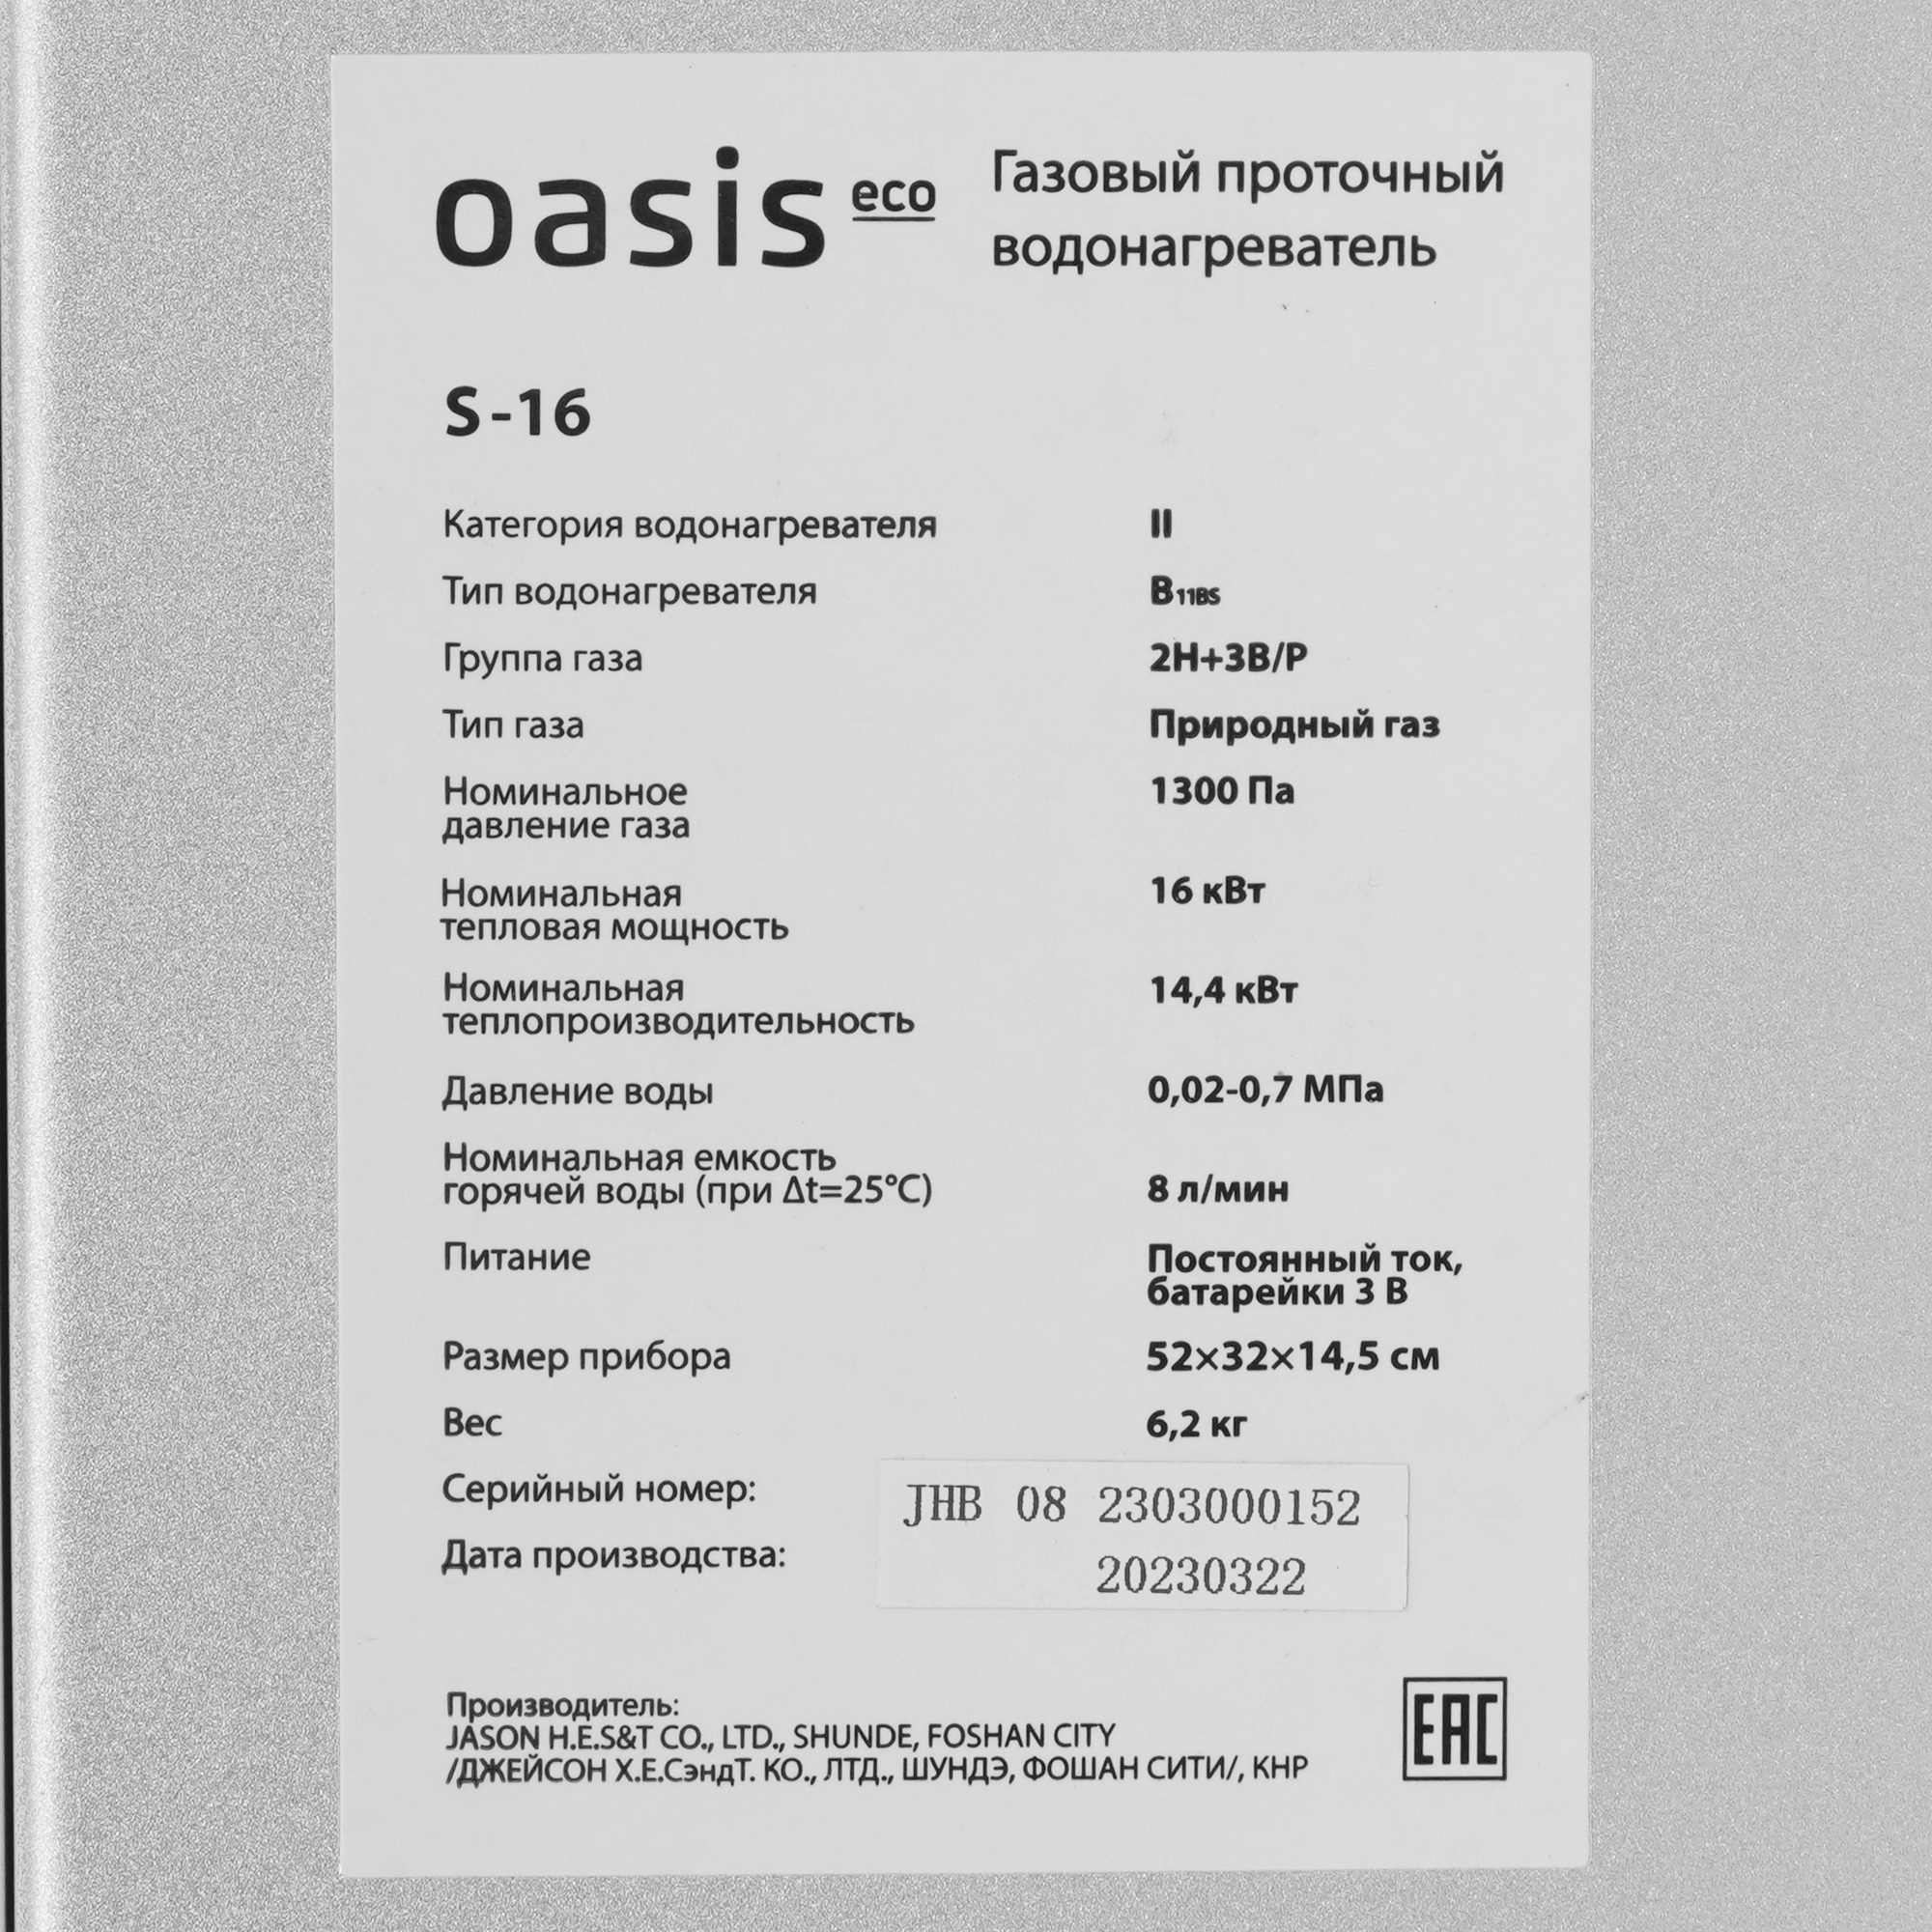 oasis eco
Газовый проточный
водонагреватель
S-16
Категория водонагревателя II
Тип водонагревателя B11BS
Группа газа 2Н+3В/Р
Тип газа Природный газ
Номинальное 1300 Па
давление газа
Номинальная 16 кВт
тепловая мощность
Номинальная 14,4 кВт
теплопроизводительность
Давление воды 0,02-0,7 МПа
Номинальная емкость
горячей воды (при Δt=25°C) 8 л/мин
Питание Постоянный ток,
батарейки 3 В
Размер прибора 52×32×14,5 см
Вес 6,2 кг
Серийный номер: JHB 08 2303000152
Дата производства: 20230322
Производитель:
JASON H.E.S&T CO., LTD., SHUNDE, FOSHAN CITY
/ДЖЕЙСОН Х.Е.СэндТ. КО., ЛТД., ШУНДЭ, ФОШАН СИТИ/, КНР
EAC